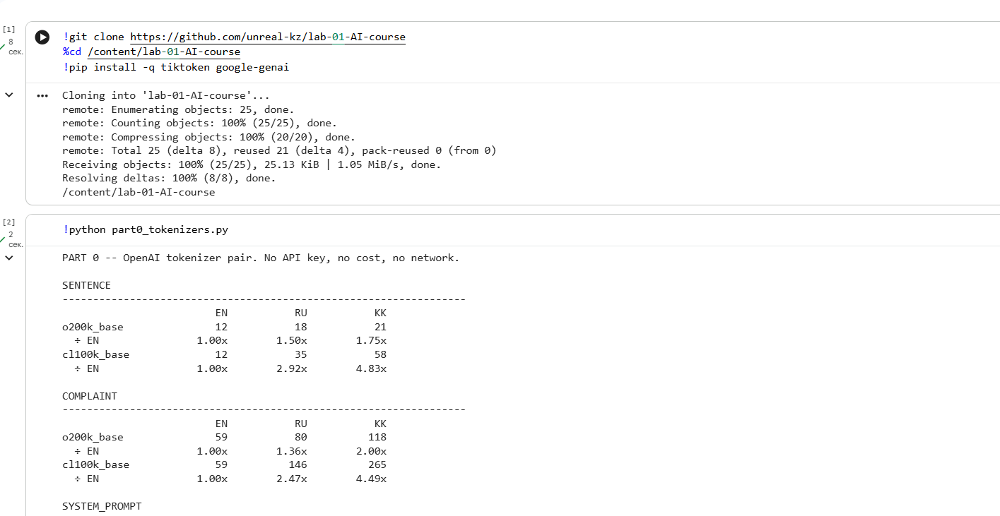 [1]
8
сек.
!git clone https://github.com/unreal-kz/lab-01-AI-course
%cd /content/lab-01-AI-course
!pip install -q tiktoken google-genai
Cloning into 'lab-01-AI-course'...
remote: Enumerating objects: 25, done.
remote: Counting objects: 100% (25/25), done.
remote: Compressing objects: 100% (20/20), done.
remote: Total 25 (delta 8), reused 21 (delta 4), pack-reused 0 (from 0)
Receiving objects: 100% (25/25), 25.13 KiB | 1.05 MiB/s, done.
Resolving deltas: 100% (8/8), done.
/content/lab-01-AI-course
[2]
2
сек.
!python part0_tokenizers.py
PART 0 -- OpenAI tokenizer pair. No API key, no cost, no network.
SENTENCE
------------------------------------------------------------------
EN RU KK
o200k_base 12 18 21
÷ EN 1.00x 1.50x 1.75x
cl100k_base 12 35 58
÷ EN 1.00x 2.92x 4.83x
COMPLAINT
------------------------------------------------------------------
EN RU KK
o200k_base 59 80 118
÷ EN 1.00x 1.36x 2.00x
cl100k_base 59 146 265
÷ EN 1.00x 2.47x 4.49x
SYSTEM_PROMPT